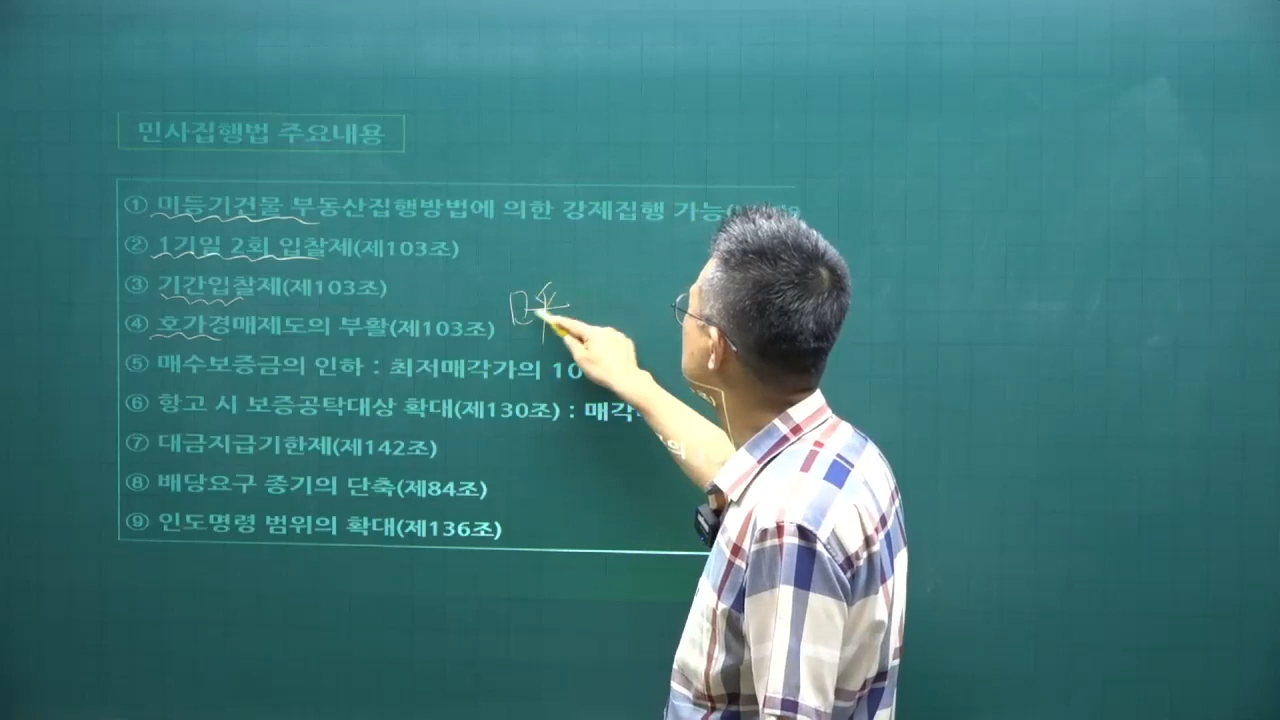 민사집행법 주요내용
① 미등기건물 부동산집행방법에 의한 강제집행 가능(
② 1기일 2회 입찰제(제103조)
③ 기간입찰제(제103조)
④ 호가경매제도의 부활(제103조)
⑤ 매수보증금의 인하 : 최저매각가의 10
⑥ 항고 시 보증공탁대상 확대(제130조) : 매각
⑦ 대금지급기한제(제142조)
⑧ 배당요구 종기의 단축(제84조)
⑨ 인도명령 범위의 확대(제136조)